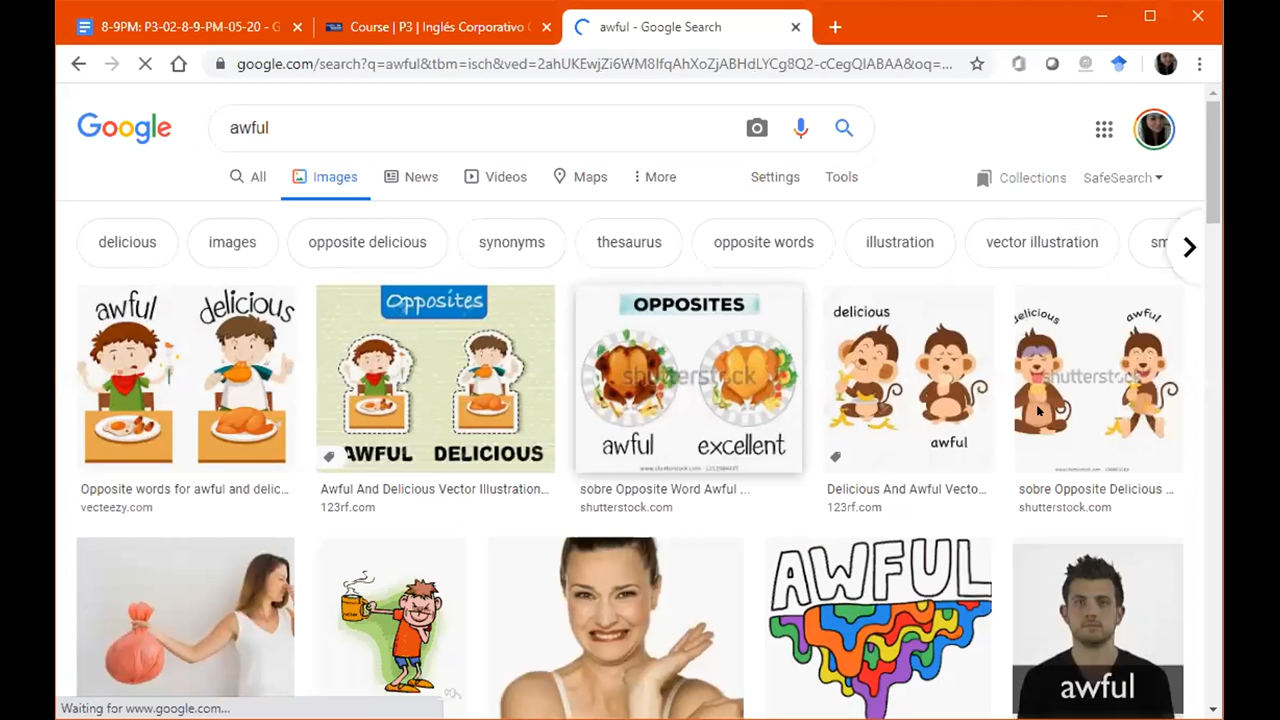 8-9PM: P3-02-8-9-PM-05-20 - G
Course | P3 | Inglés Corporativo
awful - Google Search
google.com/search?q=awful&tbm=isch&ved=2ahUKEwjZi6WM8IfqAhXoZjABHdLYCg8Q2-cCegQIABAA&oq=...
Google
awful
All
Images
News
Videos
Maps
More
Settings
Tools
Collections
SafeSearch
delicious
images
opposite delicious
synonyms
thesaurus
opposite words
illustration
vector illustration
sm
awful
delicious
Opposites
AWFUL DELICIOUS
OPPOSITES
shutterstock
awful
excellent
delicious
awful
delicious
awful
shutterstock
Opposite words for awful and delic...
vecteezy.com
Awful And Delicious Vector Illustration...
123rf.com
sobre Opposite Word Awful ...
shutterstock.com
Delicious And Awful Vecto...
123rf.com
sobre Opposite Delicious ...
shutterstock.com
AWFUL
awful
Waiting for www.google.com...